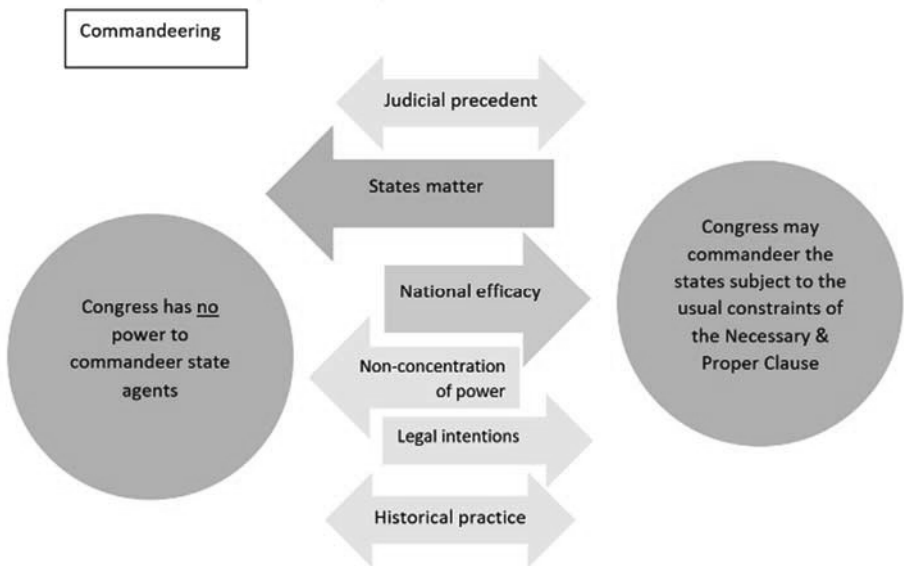 Commandeering
Judicial precedent
States matter
Congress has no
power to
commandeer state
agents
National efficacy
Non-concentration
of power
Legal intentions
Historical practice
Congress may
commandeer the
states subject to the
usual constraints of
the Necessary &
Proper Clause